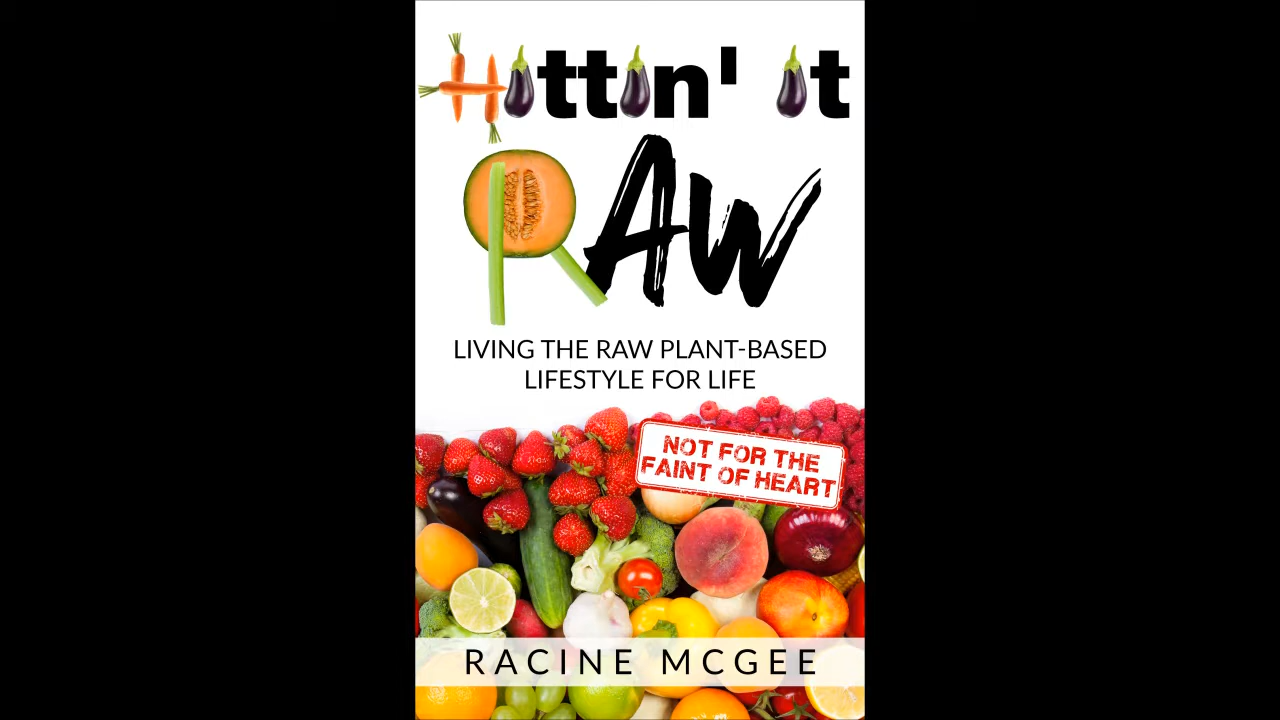 Hittin' it
RAW
LIVING THE RAW PLANT-BASED
LIFESTYLE FOR LIFE
NOT FOR THE
FAINT OF HEART
RACINE MCGEE